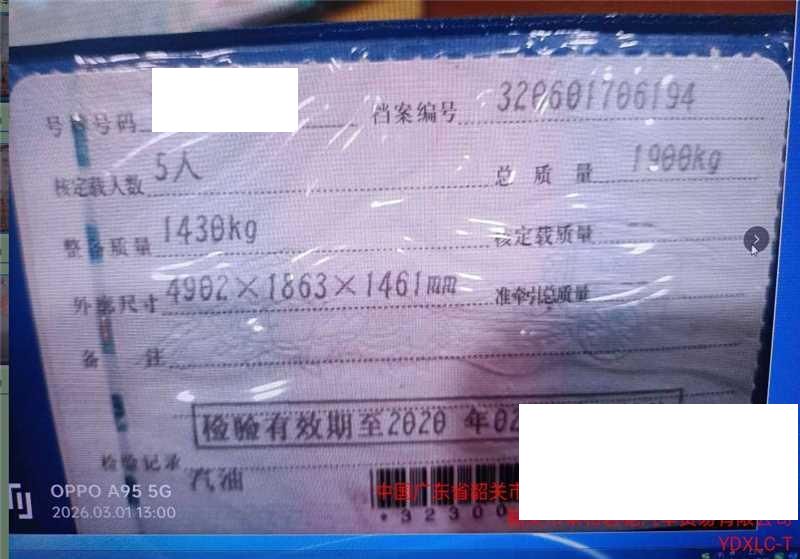 号牌号码 档案编号 320601706194
核定载人数 5人 总质量 1900kg
整备质量 1430kg 核定载质量 --
外廓尺寸 4902×1863×1461mm 准牵引总质量 --
备注
检验有效期至2020年02
检验记录
汽油
*32300
OPPO A95 5G
2026.03.01 13:00
中国广东省韶关市
YDXLC-T